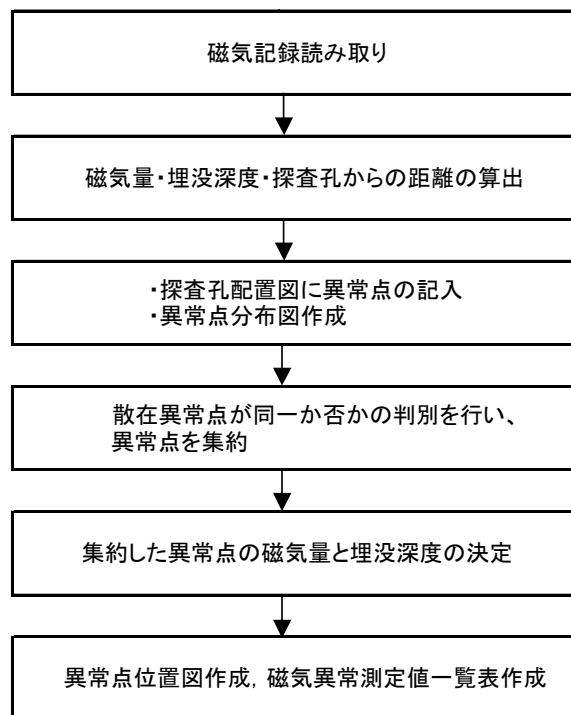 磁気記録読み取り
磁気量・埋没深度・探査孔からの距離の算出
・探査孔配置図に異常点の記入
・異常点分布図作成
散在異常点が同一か否かの判別を行い、
異常点を集約
集約した異常点の磁気量と埋没深度の決定
異常点位置図作成, 磁気異常測定値一覧表作成